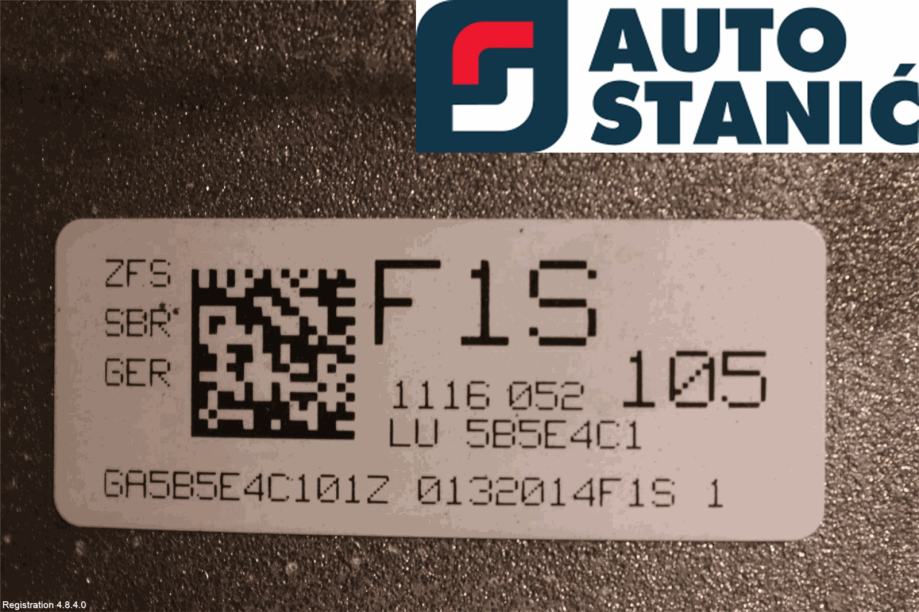 AUTO
STANIĆ
ZFS
SBR
GER
F1S
105
1116 052
LU 5B5E4C1
GA5B5E4C101Z 0132014F1S 1
Registration 4.8.4.0